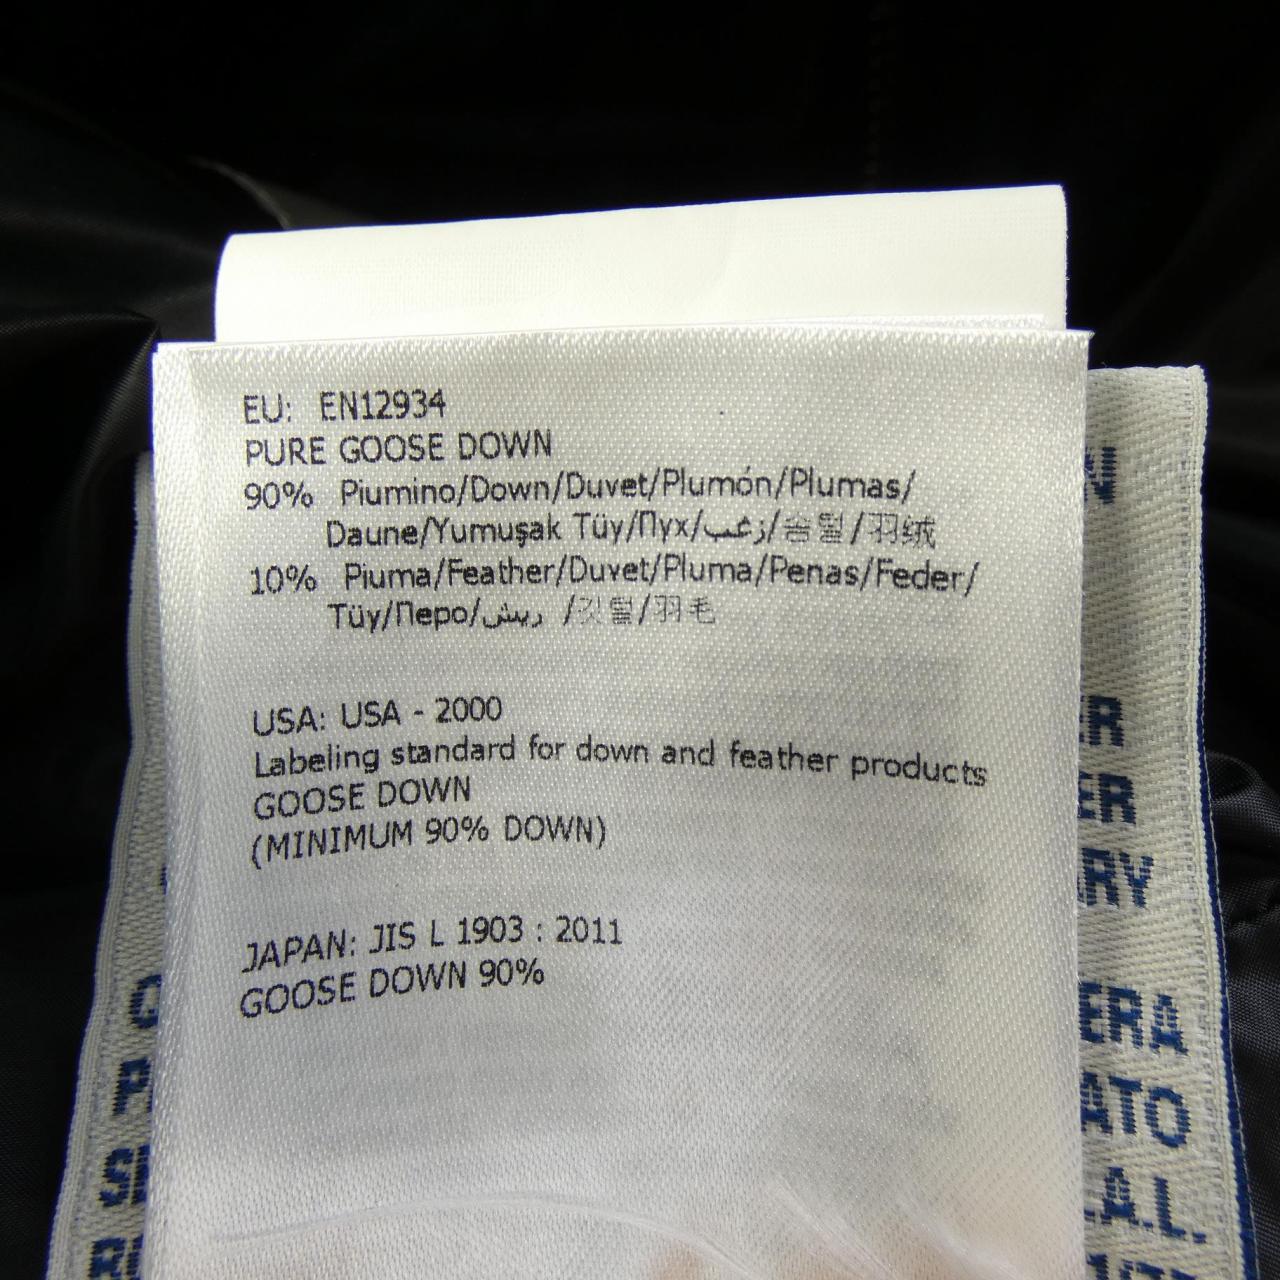 EU: EN12934
PURE GOOSE DOWN
90% Piumino/Down/Duvet/Plumón/Plumas/
Daune/Yumuşak Tüy/Пух/زغب/솜털/羽绒
10% Piuma/Feather/Duvet/Pluma/Penas/Feder/
Tüy/Перо/ريش /깃털/羽毛
USA: USA - 2000
Labeling standard for down and feather products
GOOSE DOWN
(MINIMUM 90% DOWN)
JAPAN: JIS L 1903 : 2011
GOOSE DOWN 90%